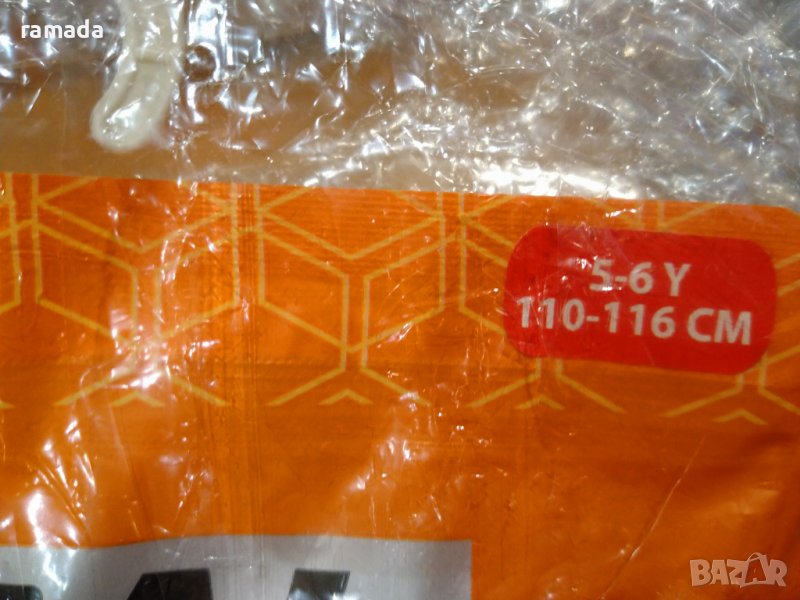 ramada
5-6 Y
110-116 CM
BAZAR